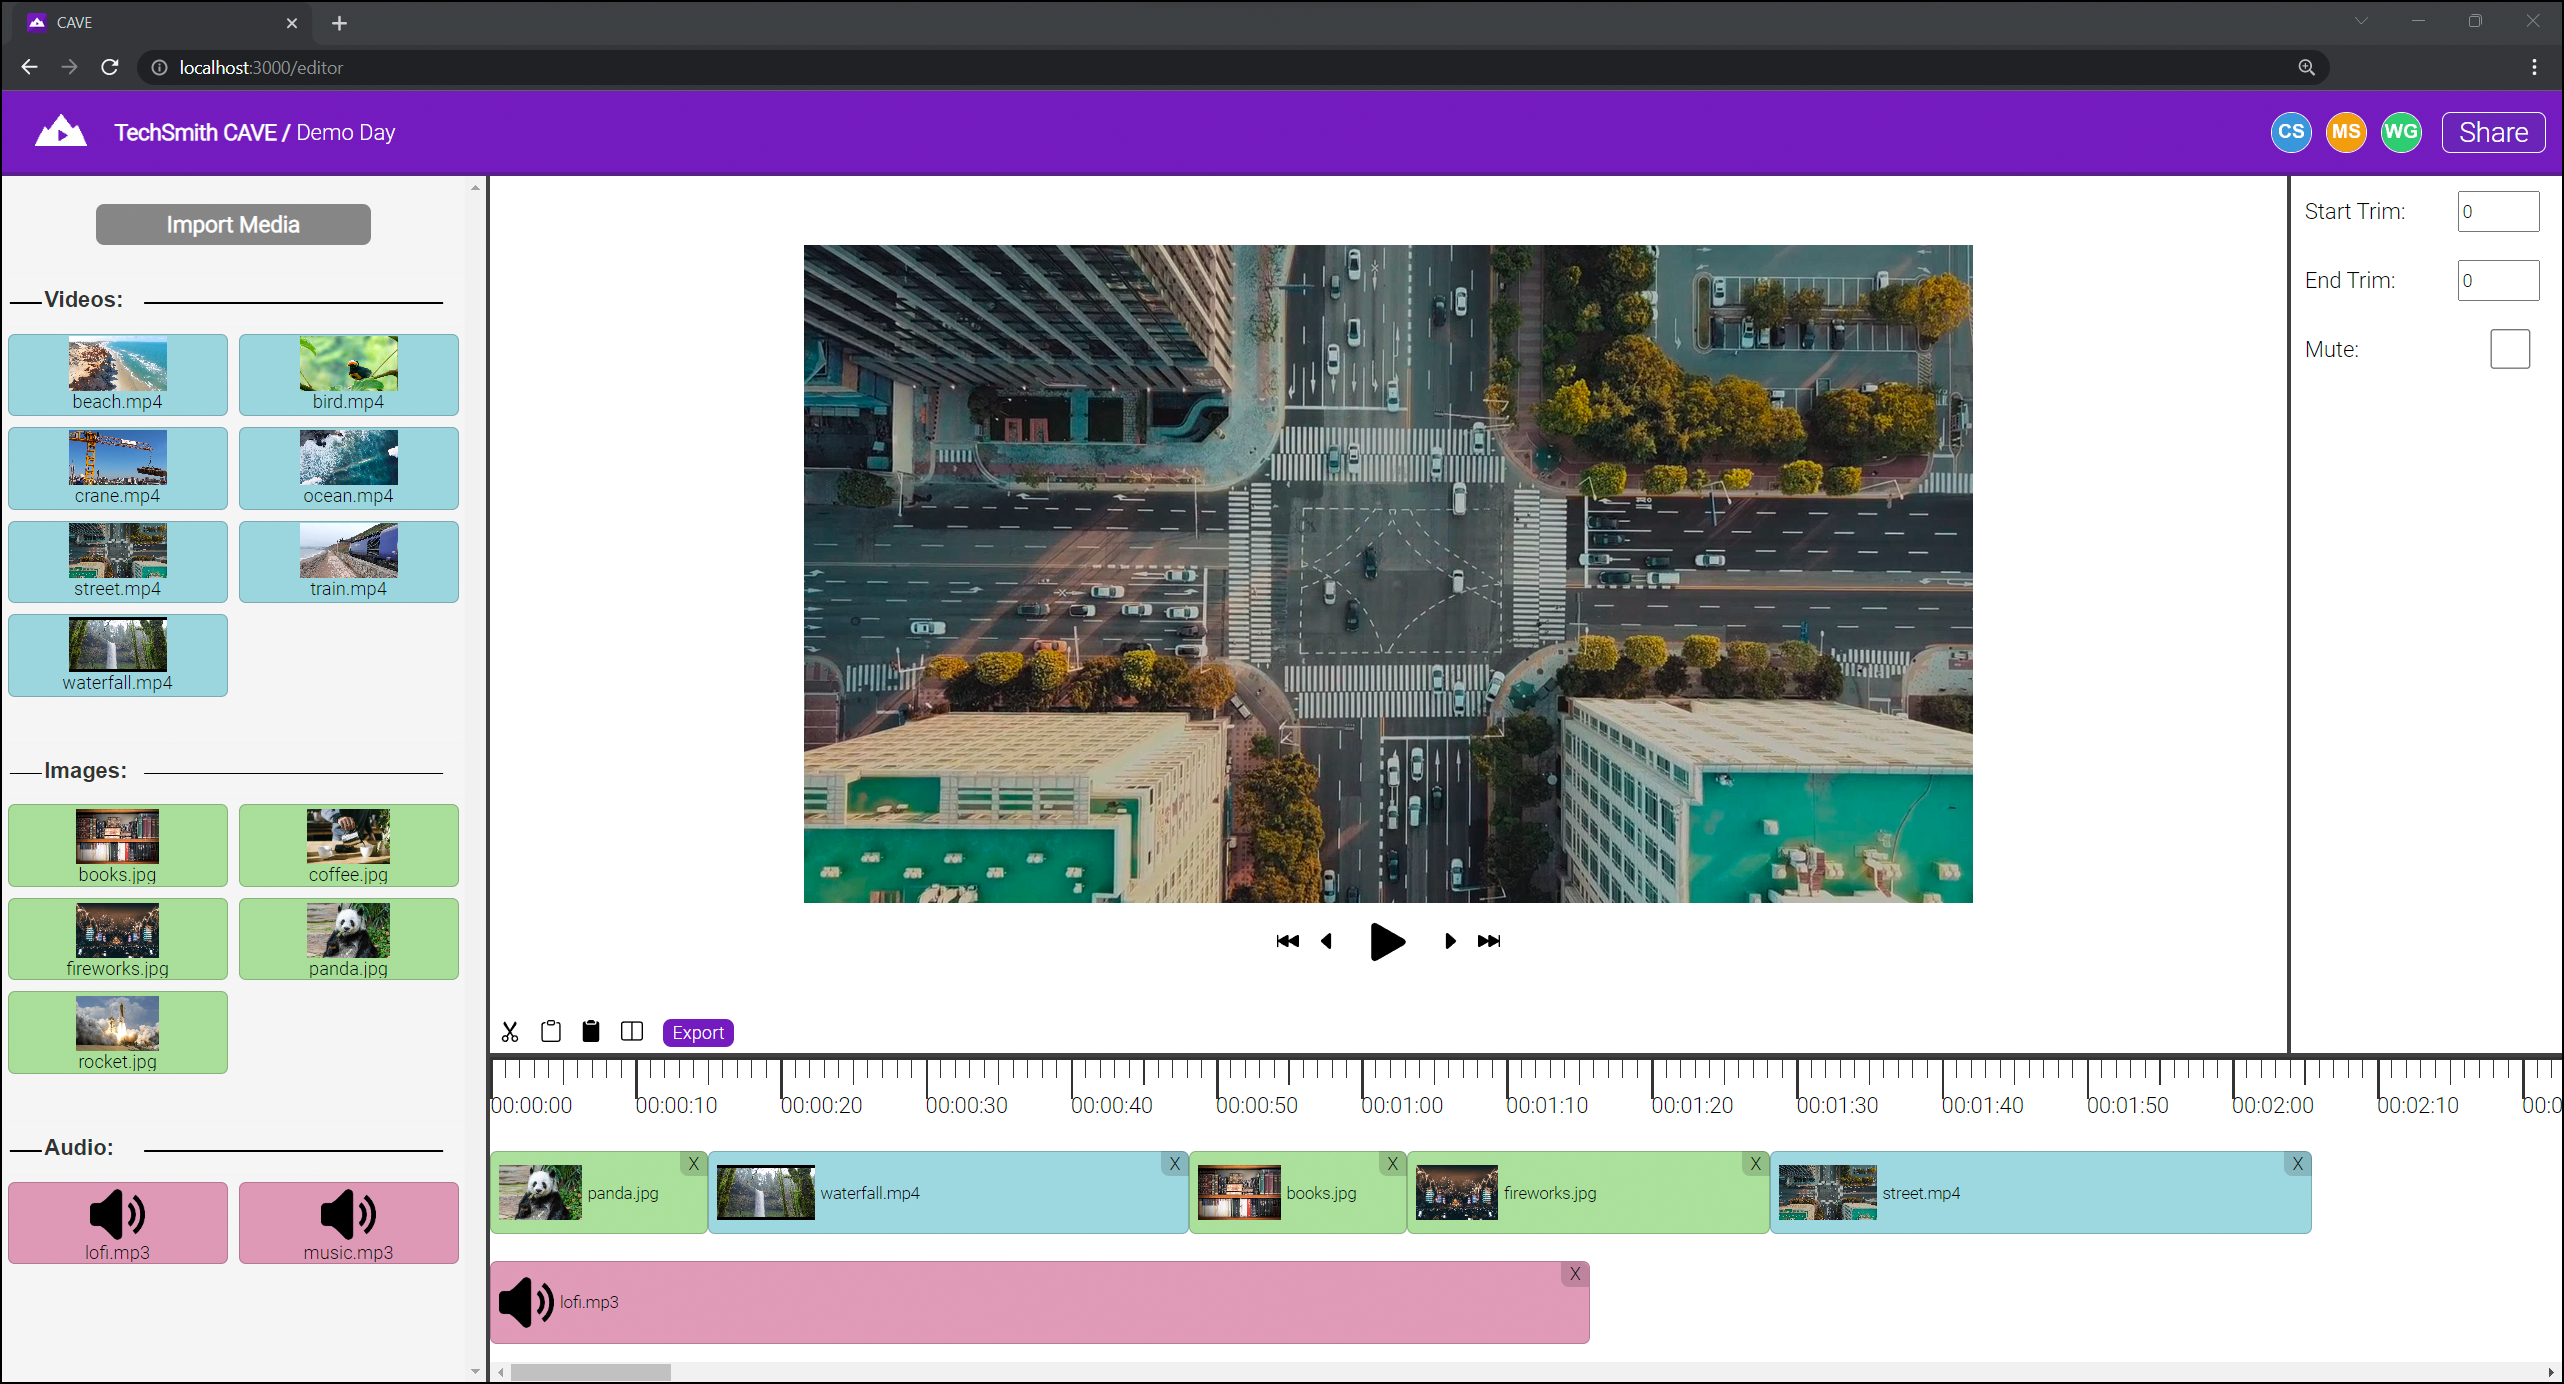 CAVE
localhost:3000/editor
TechSmith CAVE / Demo Day
CS MS WG Share
Import Media
Videos:
beach.mp4 bird.mp4
crane.mp4 ocean.mp4
street.mp4 train.mp4
waterfall.mp4
Images:
books.jpg coffee.jpg
fireworks.jpg panda.jpg
rocket.jpg
Audio:
lofi.mp3 music.mp3
Start Trim: 0
End Trim: 0
Mute:
Export
00:00:00 00:00:10 00:00:20 00:00:30 00:00:40 00:00:50 00:01:00 00:01:10 00:01:20 00:01:30 00:01:40 00:01:50 00:02:00 00:02:10 00:0
panda.jpg X waterfall.mp4 X books.jpg X fireworks.jpg X street.mp4 X
lofi.mp3 X